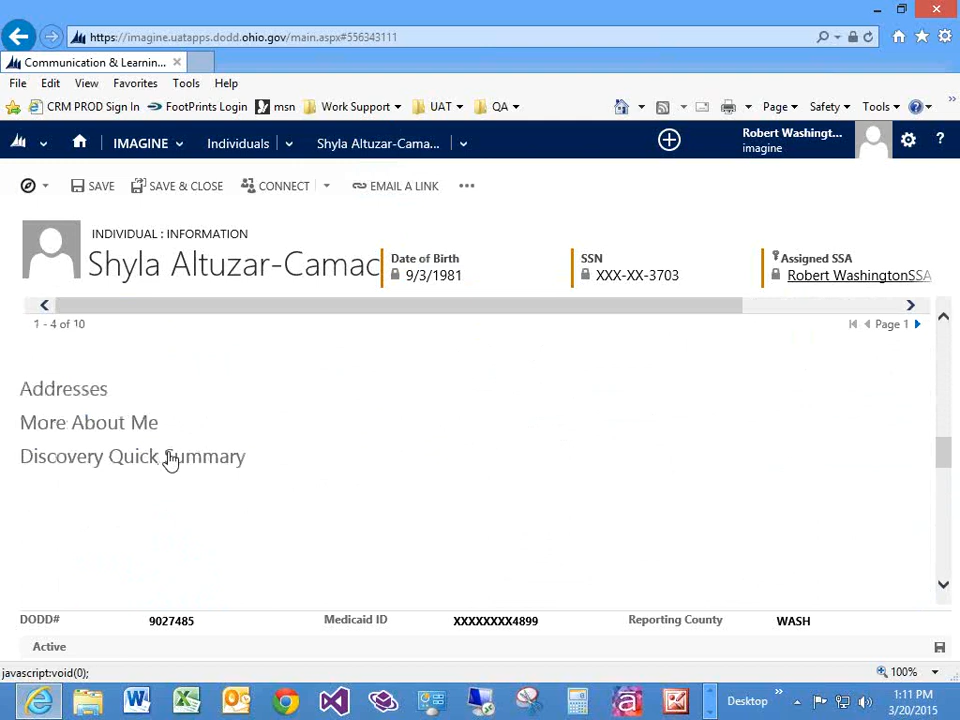 https://imagine.uatapps.dodd.ohio.gov/main.aspx#556343111
Communication & Learnin...
File Edit View Favorites Tools Help
CRM PROD Sign In FootPrints Login msn Work Support UAT QA Page Safety Tools
IMAGINE Individuals Shyla Altuzar-Cama... Robert Washingt...
imagine
SAVE SAVE & CLOSE CONNECT EMAIL A LINK
INDIVIDUAL : INFORMATION
Shyla Altuzar-Camac
Date of Birth
9/3/1981
SSN
XXX-XX-3703
Assigned SSA
Robert WashingtonSSA
1 - 4 of 10 Page 1
Addresses
More About Me
Discovery Quick Summary
DODD# 9027485 Medicaid ID XXXXXXXX4899 Reporting County WASH
Active
javascript:void(0); 100%
Desktop 1:11 PM
3/20/2015